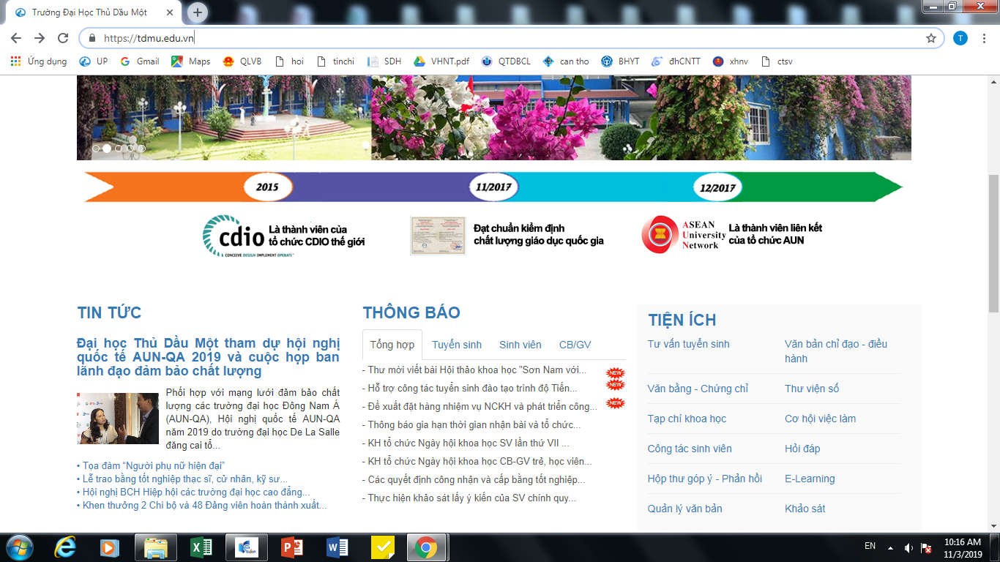 Trường Đại Học Thủ Dầu Một
https://tdmu.edu.vn
T
Ứng dụng UP Gmail Maps QLVB hoi tinchi SDH VHNT.pdf QTDBCL can tho BHYT đhCNTT xhnv ctsv
2015 11/2017 12/2017
cdio
& CONCEIVE DESIGN IMPLEMENT OPERATE
Là thành viên của
tổ chức CDIO thế giới
Đạt chuẩn kiểm định
chất lượng giáo dục quốc gia
ASEAN
University
Network
Là thành viên liên kết
của tổ chức AUN
TIN TỨC
Đại học Thủ Dầu Một tham dự hội nghị
quốc tế AUN-QA 2019 và cuộc họp ban
lãnh đạo đảm bảo chất lượng
Phối hợp với mạng lưới đảm bảo chất
lượng các trường đại học Đông Nam Á
(AUN-QA), Hội nghị quốc tế AUN-QA
năm 2019 do trường đại học De La Salle
đăng cai tổ...
• Tọa đàm “Người phụ nữ hiện đại”
• Lễ trao bằng tốt nghiệp thạc sĩ, cử nhân, kỹ sư...
• Hội nghị BCH Hiệp hội các trường đại học cao đẳng...
• Khen thưởng 2 Chi bộ và 48 Đảng viên hoàn thành xuất...
THÔNG BÁO
Tổng hợp Tuyển sinh Sinh viên CB/GV
- Thư mời viết bài Hội thảo khoa học "Sơn Nam với... NEW
- Hỗ trợ công tác tuyển sinh đào tạo trình độ Tiến... NEW
- Đề xuất đặt hàng nhiệm vụ NCKH và phát triển công... NEW
- Thông báo gia hạn thời gian nhận bài và tổ chức...
- KH tổ chức Ngày hội khoa học SV lần thứ VII ...
- KH tổ chức Ngày hội khoa học CB-GV trẻ, học viên...
- Các quyết định công nhận và cấp bằng tốt nghiệp...
- Thực hiện khảo sát lấy ý kiến của SV chính quy...
TIỆN ÍCH
Tư vấn tuyển sinh
Văn bản chỉ đạo - điều
hành
Văn bằng - Chứng chỉ
Thư viện số
Tạp chí khoa học
Cơ hội việc làm
Công tác sinh viên
Hỏi đáp
Hộp thư góp ý - Phản hồi
E-Learning
Quản lý văn bản
Khảo sát
EN
10:16 AM
11/3/2019